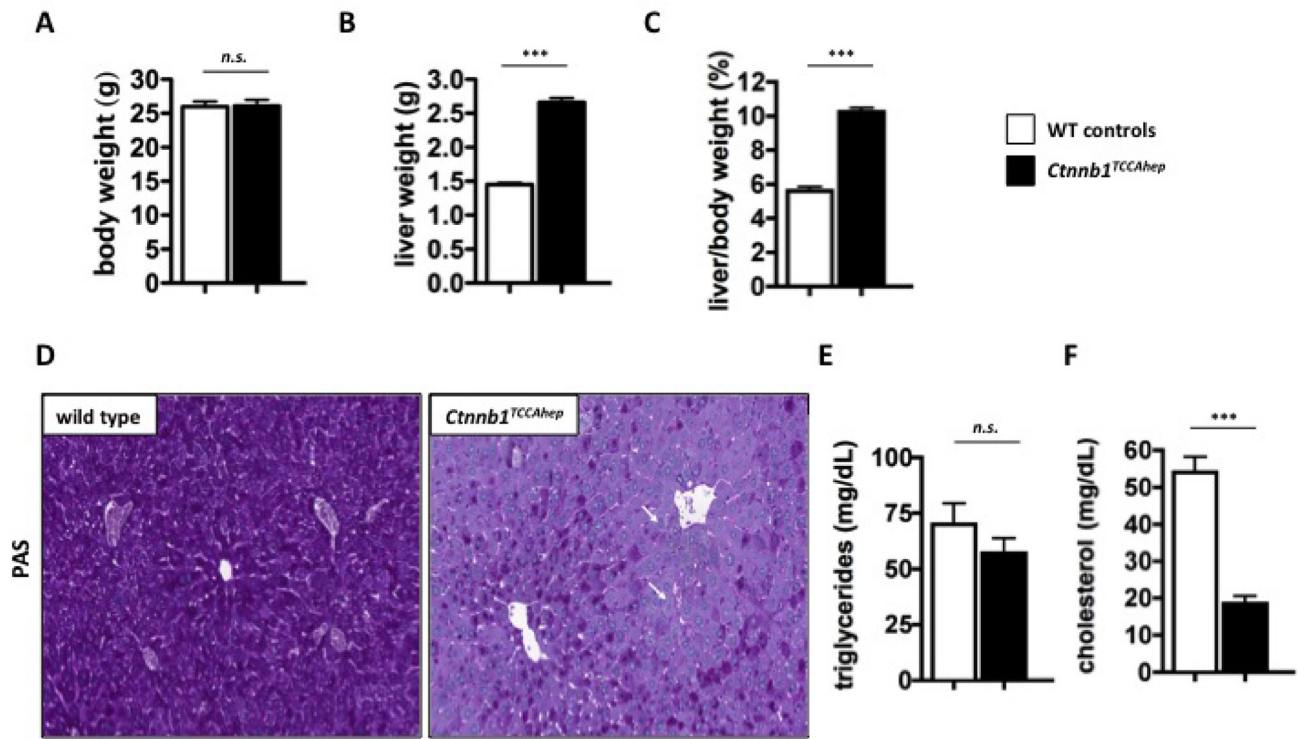 A
n.s.
body weight (g)
30
25
20
15
10
5
0
B
***
liver weight (g)
3.0
2.5
2.0
1.5
1.0
0.5
0.0
C
***
liver/body weight (%)
12
10
8
6
4
2
0
WT controls
Ctnnb1TCCAhep
D
PAS
wild type
Ctnnb1TCCAhep
E
n.s.
triglycerides (mg/dL)
100
75
50
25
0
F
***
cholesterol (mg/dL)
60
50
40
30
20
10
0